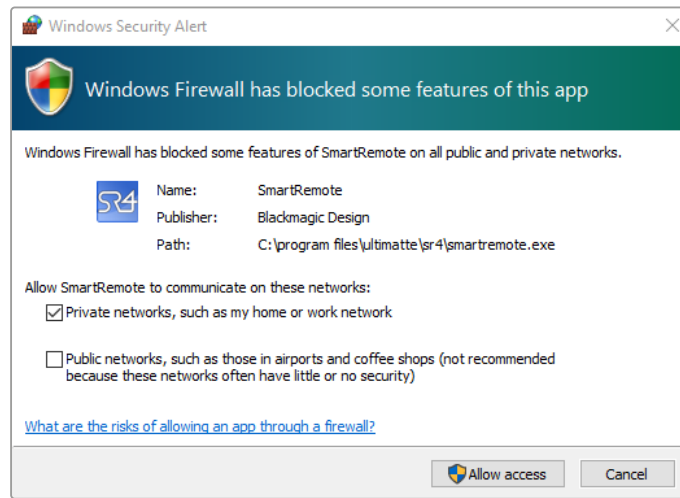 Windows Security Alert
Windows Firewall has blocked some features of this app
Windows Firewall has blocked some features of SmartRemote on all public and private networks.
SR4
Name: SmartRemote
Publisher: Blackmagic Design
Path: C:\program files\ultimatte\sr4\smartremote.exe
Allow SmartRemote to communicate on these networks:
Private networks, such as my home or work network
Public networks, such as those in airports and coffee shops (not recommended
because these networks often have little or no security)
What are the risks of allowing an app through a firewall?
Allow access Cancel